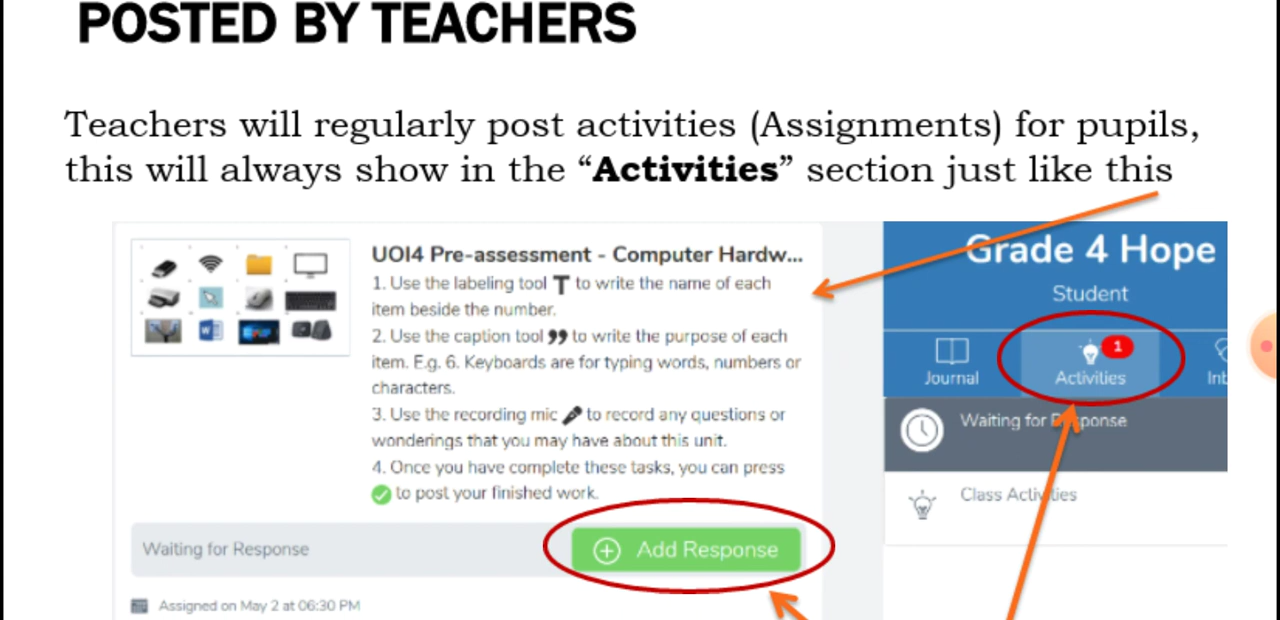 POSTED BY TEACHERS
Teachers will regularly post activities (Assignments) for pupils,
this will always show in the “Activities” section just like this
UOI4 Pre-assessment - Computer Hardw...
1. Use the labeling tool T to write the name of each
item beside the number.
2. Use the caption tool ❞ to write the purpose of each
item. E.g. 6. Keyboards are for typing words, numbers or
characters.
3. Use the recording mic to record any questions or
wonderings that you may have about this unit.
4. Once you have complete these tasks, you can press
to post your finished work.
Waiting for Response
Add Response
Assigned on May 2 at 06:30 PM
Grade 4 Hope
Student
1
Journal
Activities
Waiting for Response
Class Activities